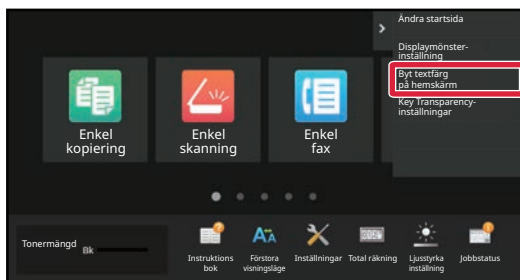 Ändra startsida
Displaymönster-
inställning
Byt textfärg
på hemskärm
Key Transparency-
inställningar
Enkel
kopiering
Enkel
skanning
Enkel
fax
Tonermängd
Bk
Instruktions
bok
Förstora
visningsläge
Inställningar
Total räkning
Ljusstyrka
inställning
Jobbstatus